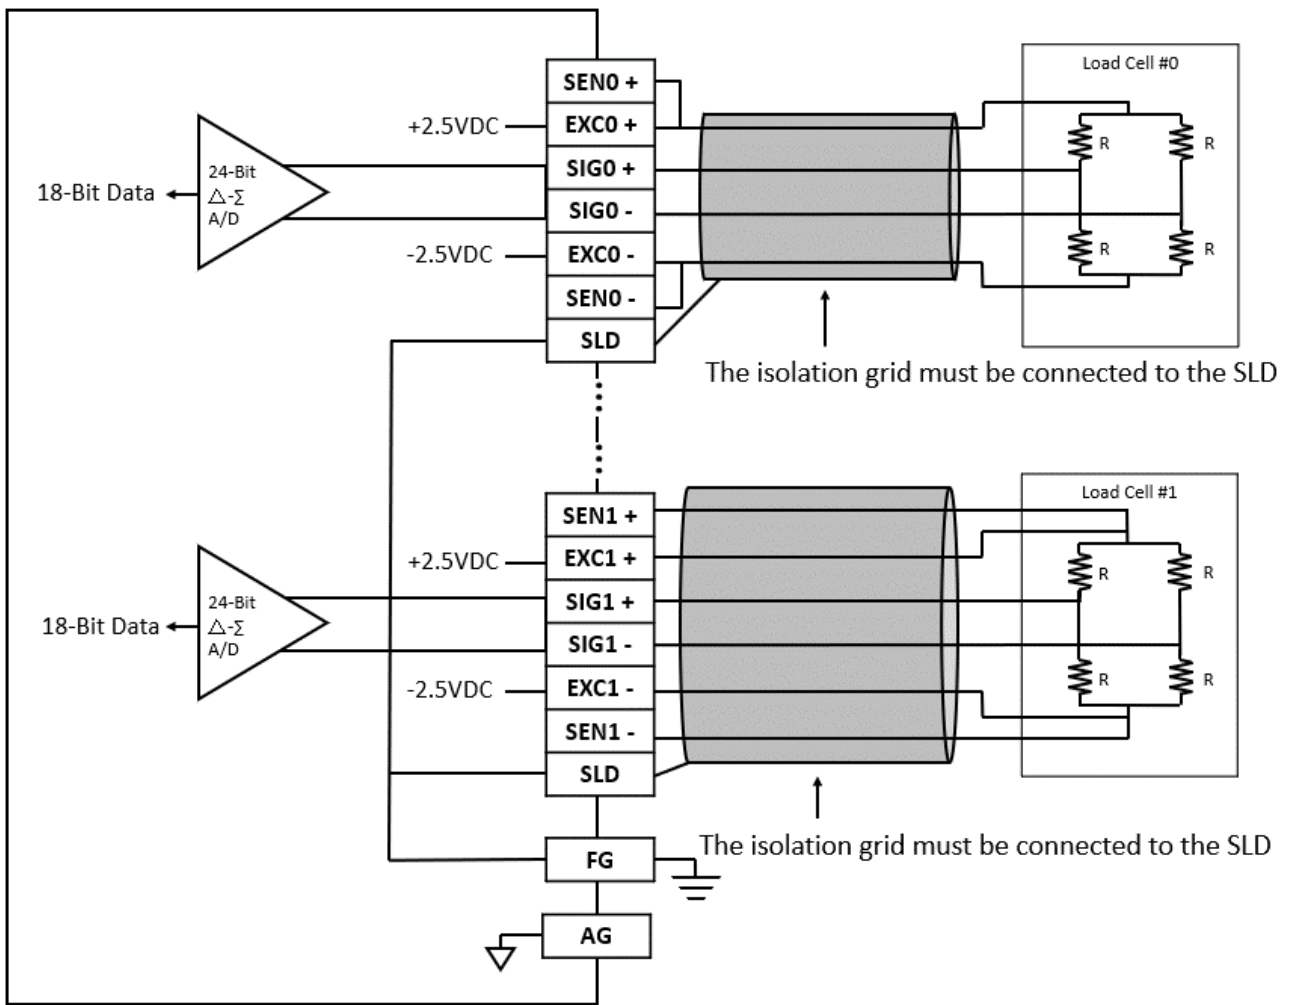 Load Cell #0
SEN0 +
+2.5VDC
EXC0 +
R
R
24-Bit
△-∑
A/D
18-Bit Data
SIG0 +
SIG0 -
-2.5VDC
EXC0 -
R
R
SEN0 -
SLD
The isolation grid must be connected to the SLD
Load Cell #1
SEN1 +
+2.5VDC
EXC1 +
R
R
24-Bit
△-∑
A/D
18-Bit Data
SIG1 +
SIG1 -
-2.5VDC
EXC1 -
R
R
SEN1 -
SLD
The isolation grid must be connected to the SLD
FG
AG